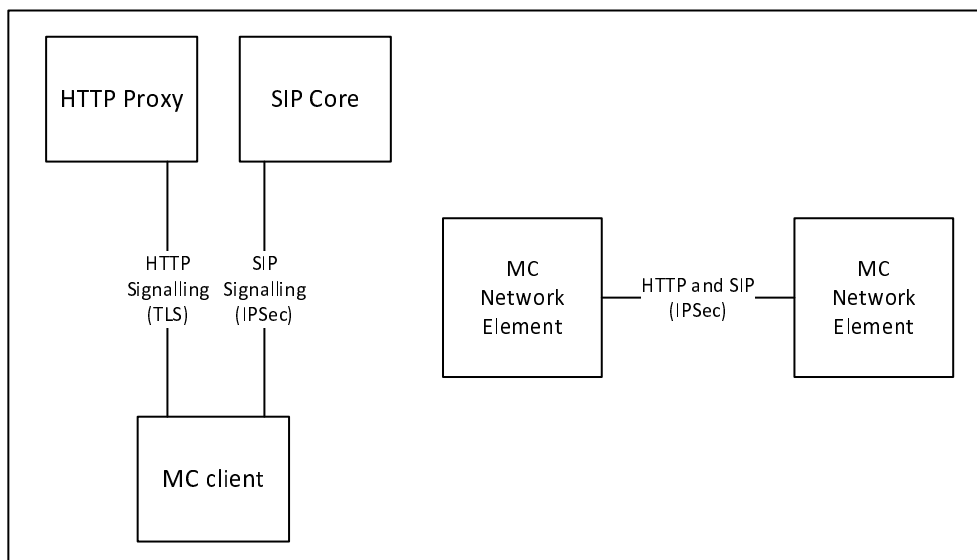 HTTP Proxy
SIP Core
HTTP
Signalling
(TLS)
SIP
Signalling
(IPSec)
MC client
MC
Network
Element
HTTP and SIP
(IPSec)
MC
Network
Element